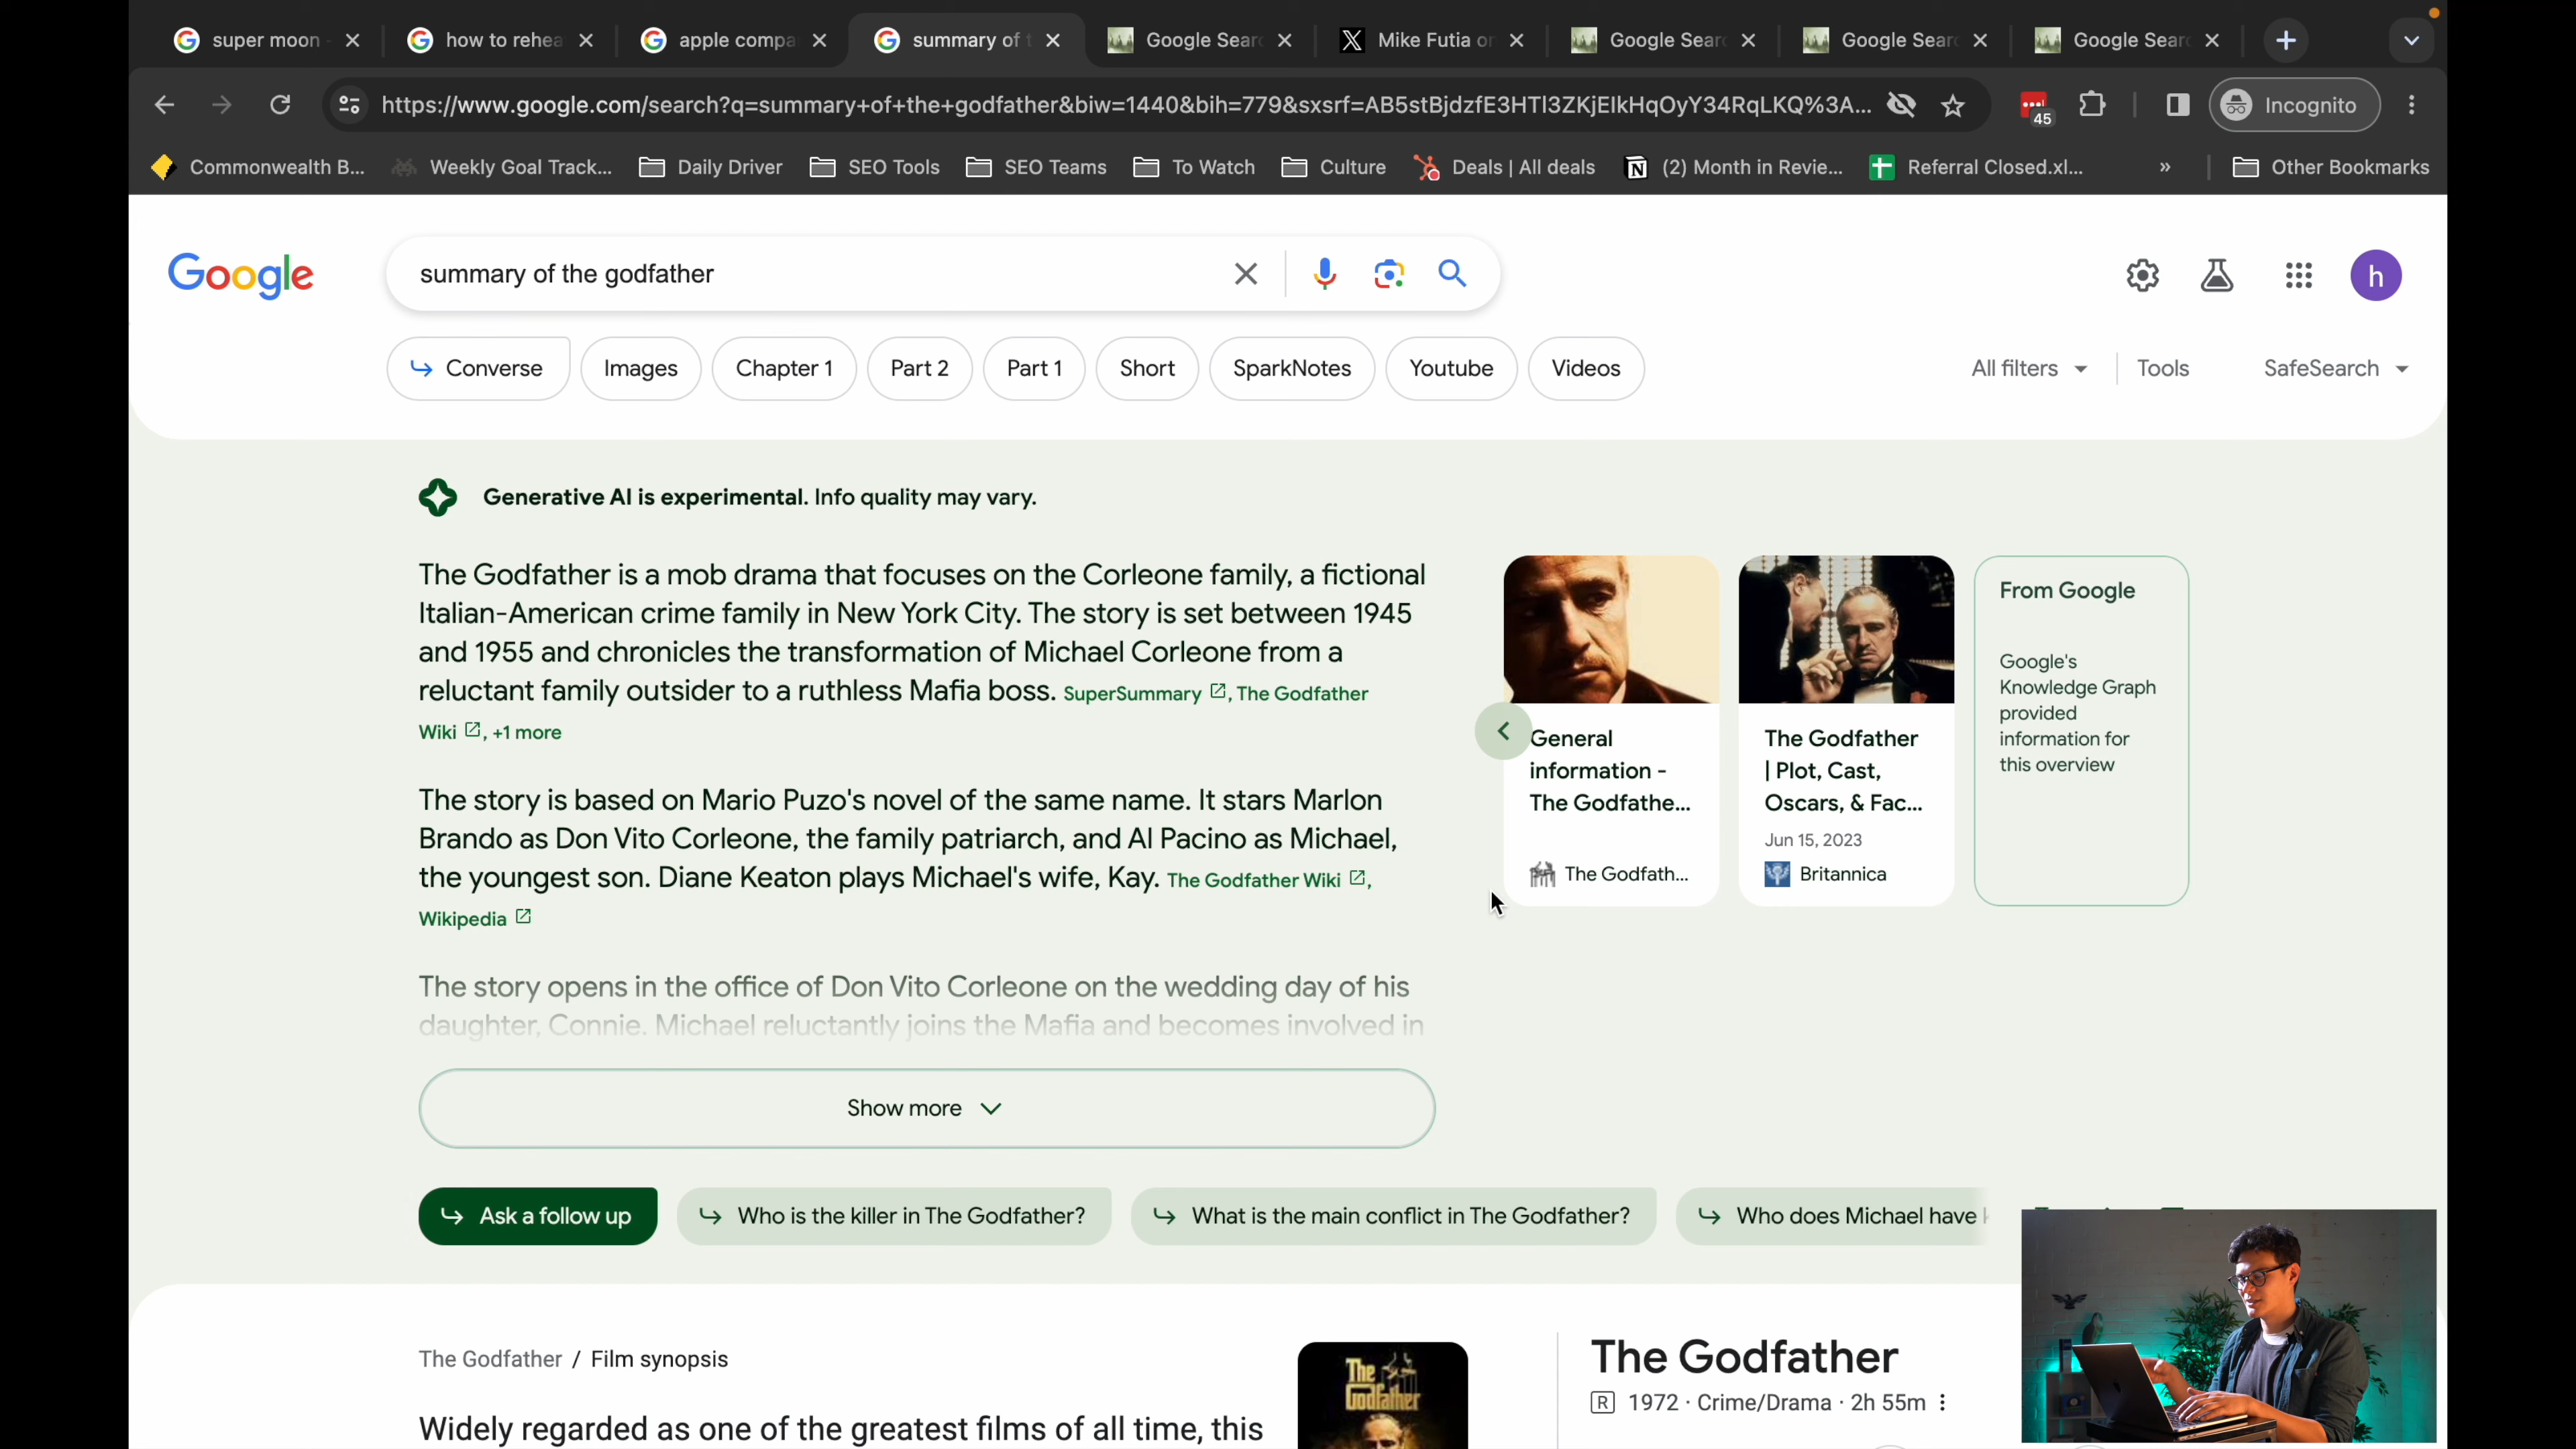 super moon -
how to rehea
apple compa
summary of t
Google Sear
Mike Futia on
Google Sear
Google Sear
Google Sear
https://www.google.com/search?q=summary+of+the+godfather&biw=1440&bih=779&sxsrf=AB5stBjdzfE3HTI3ZKjEIkHqOyY34RqLKQ%3A...
45
Incognito
Commonwealth B...
Weekly Goal Track...
Daily Driver
SEO Tools
SEO Teams
To Watch
Culture
Deals | All deals
(2) Month in Revie...
Referral Closed.xl...
»
Other Bookmarks
Google
summary of the godfather
h
Converse
Images
Chapter 1
Part 2
Part 1
Short
SparkNotes
Youtube
Videos
All filters
Tools
SafeSearch
Generative AI is experimental. Info quality may vary.
The Godfather is a mob drama that focuses on the Corleone family, a fictional
Italian-American crime family in New York City. The story is set between 1945
and 1955 and chronicles the transformation of Michael Corleone from a
reluctant family outsider to a ruthless Mafia boss. SuperSummary, The Godfather
Wiki, +1 more
The story is based on Mario Puzo's novel of the same name. It stars Marlon
Brando as Don Vito Corleone, the family patriarch, and Al Pacino as Michael,
the youngest son. Diane Keaton plays Michael's wife, Kay. The Godfather Wiki,
Wikipedia
The story opens in the office of Don Vito Corleone on the wedding day of his
daughter, Connie. Michael reluctantly joins the Mafia and becomes involved in
General
information -
The Godfathe...
The Godfath...
The Godfather
| Plot, Cast,
Oscars, & Fac...
Jun 15, 2023
Britannica
From Google
Google's
Knowledge Graph
provided
information for
this overview
Show more
Ask a follow up
Who is the killer in The Godfather?
What is the main conflict in The Godfather?
Who does Michael have
The Godfather / Film synopsis
Widely regarded as one of the greatest films of all time, this
The
Godfather
The Godfather
R 1972 · Crime/Drama · 2h 55m